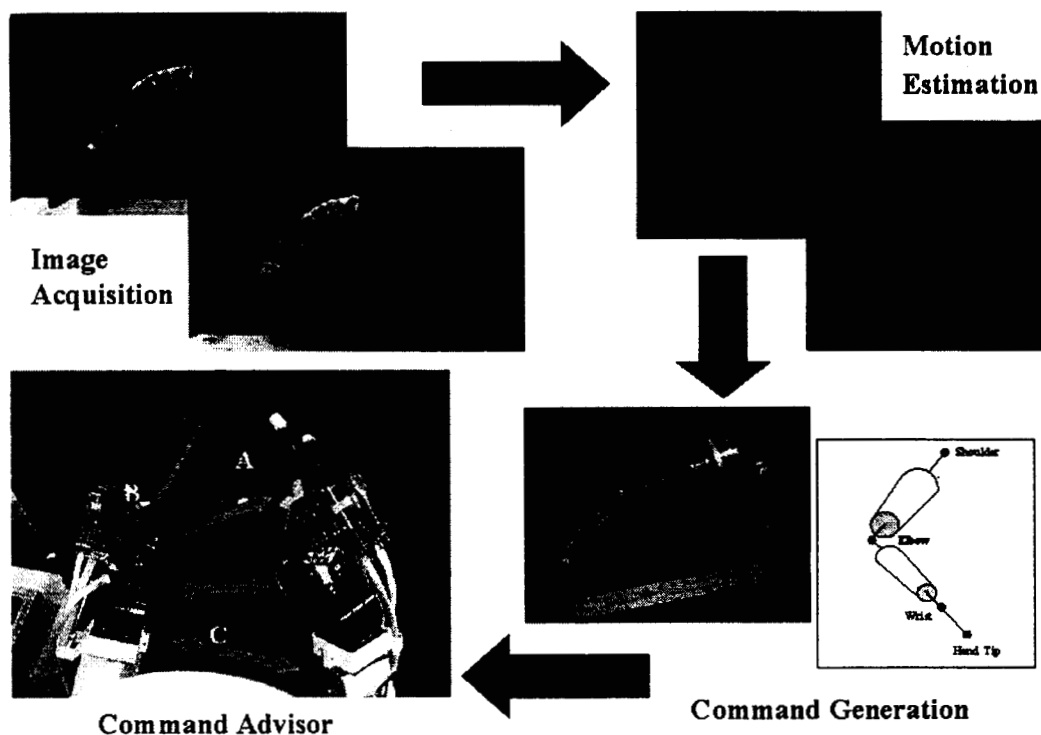 Motion
Estimation
Image
Acquisition
A
B
C
Shoulder
Elbow
Wrist
Hand Tip
Command Advisor
Command Generation